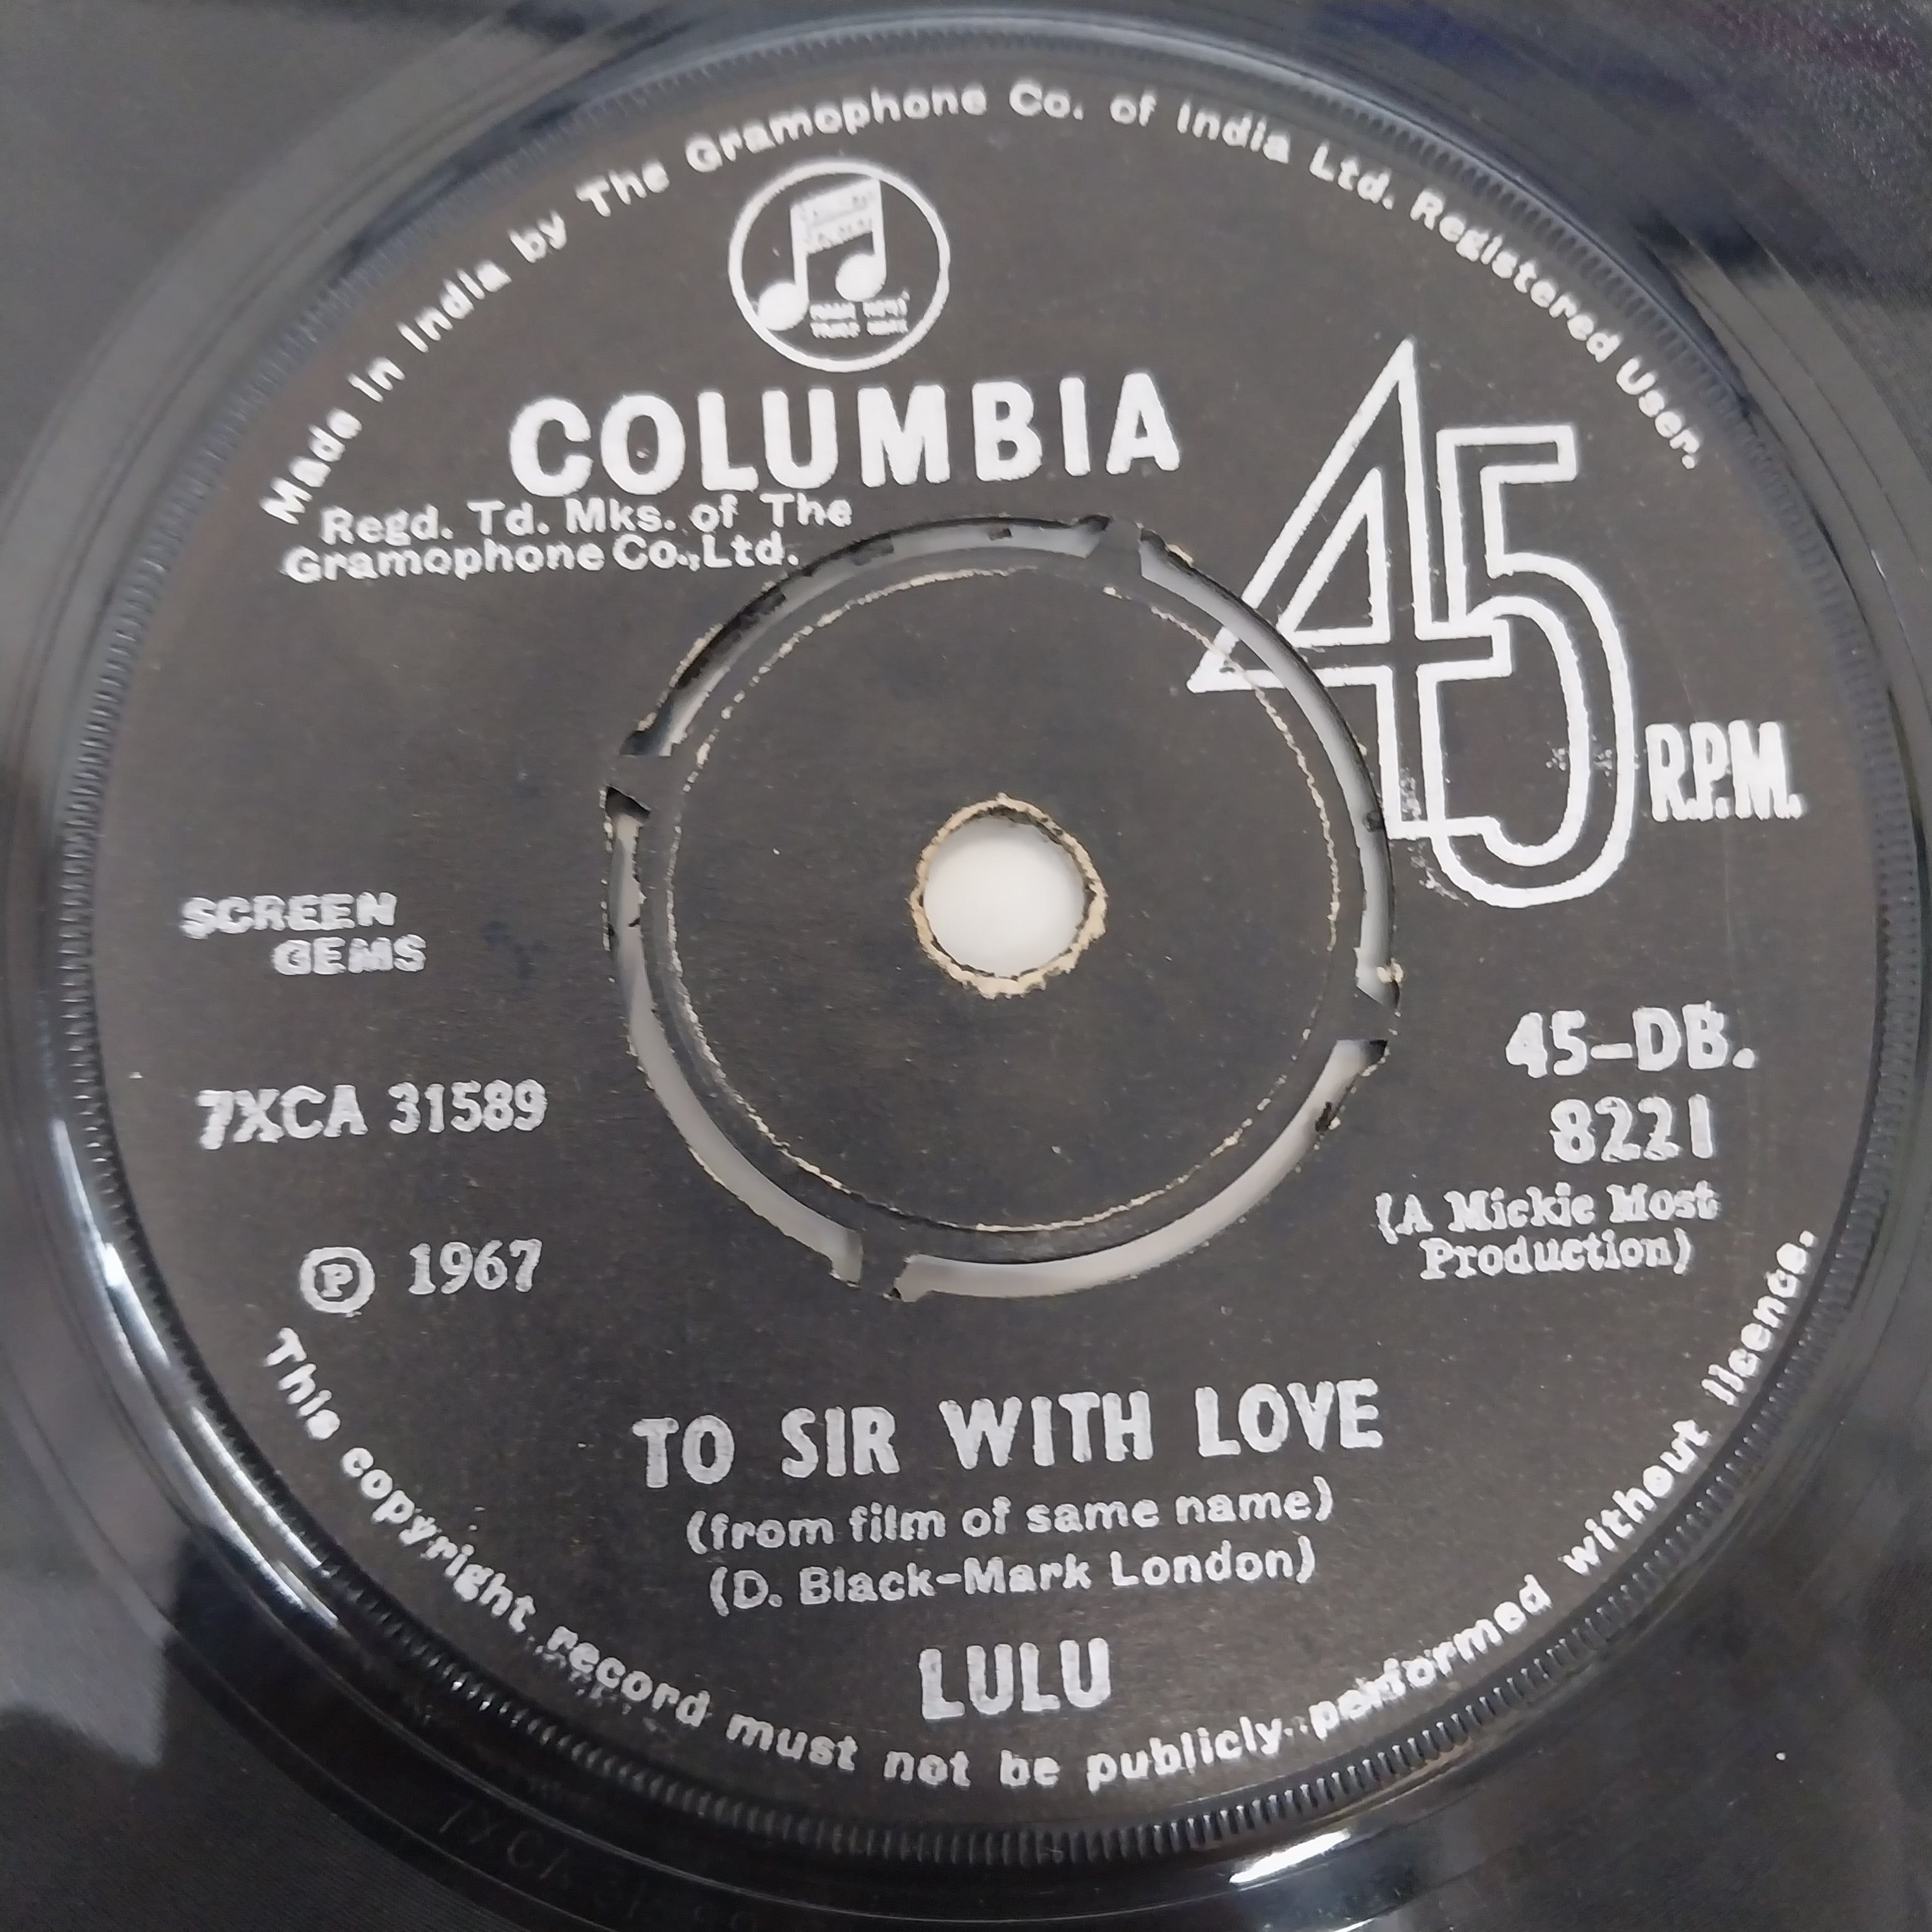 Made in India by The Gramophone Co. of India Ltd. Registered User.
COLUMBIA
Regd. Td. Mks. of The
Gramophone Co.,Ltd.
45
R.P.M.
SCREEN
GEMS
7XCA 31589
℗ 1967
45-DB.
8221
(A Mickie Most
Production)
TO SIR WITH LOVE
(from film of same name)
(D. Black-Mark London)
LULU
This copyright record must not be publicly performed without licence.